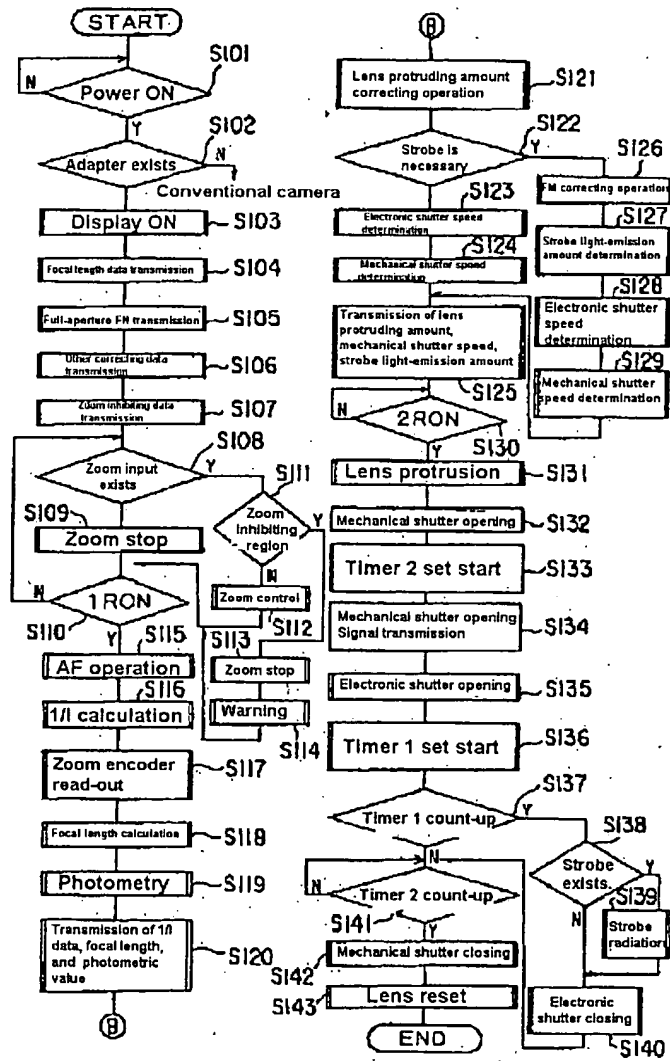 START
S101
N
Power ON
Y
S102
Adapter exists
N
Conventional camera
Display ON
S103
Focal length data transmission
S104
Full-aperture FN transmission
S105
Other correcting data
transmission
S106
Zoom inhibiting data
transmission
S107
S108
Zoom input
exists
Y
S111
Zoom
inhibiting
region
Y
N
S109
Zoom stop
N
1 RON
S110
Y
Zoom control
S112
S113
Zoom stop
Warning
S114
S115
AF operation
S116
1/l calculation
Zoom encoder
read-out
S117
Focal length calculation
S118
Photometry
S119
Transmission of 1/l
data, focal length,
and photometric
value
S120
B
B
Lens protruding amount
correcting operation
S121
S122
Strobe is
necessary
Y
S126
FM correcting operation
S127
Strobe light-emission
amount determination
S128
Electronic shutter
speed
determination
S129
Mechanical shutter
speed determination
S123
Electronic shutter speed
determination
S124
Mechanical shutter speed
determination
Transmission of lens
protruding amount,
mechanical shutter speed,
strobe light-emission amount
S125
N
2 RON
S130
Y
Lens protrusion
S131
Mechanical shutter opening
S132
Timer 2 set start
S133
Mechanical shutter opening
Signal transmission
S134
Electronic shutter opening
S135
Timer 1 set start
S136
S137
Timer 1 count-up
Y
N
S138
Strobe
exists.
Y
N
S139
Strobe
radiation
Electronic
shutter closing
S140
N
Timer 2 count-up
S141
Y
Mechanical shutter closing
S142
Lens reset
S143
END